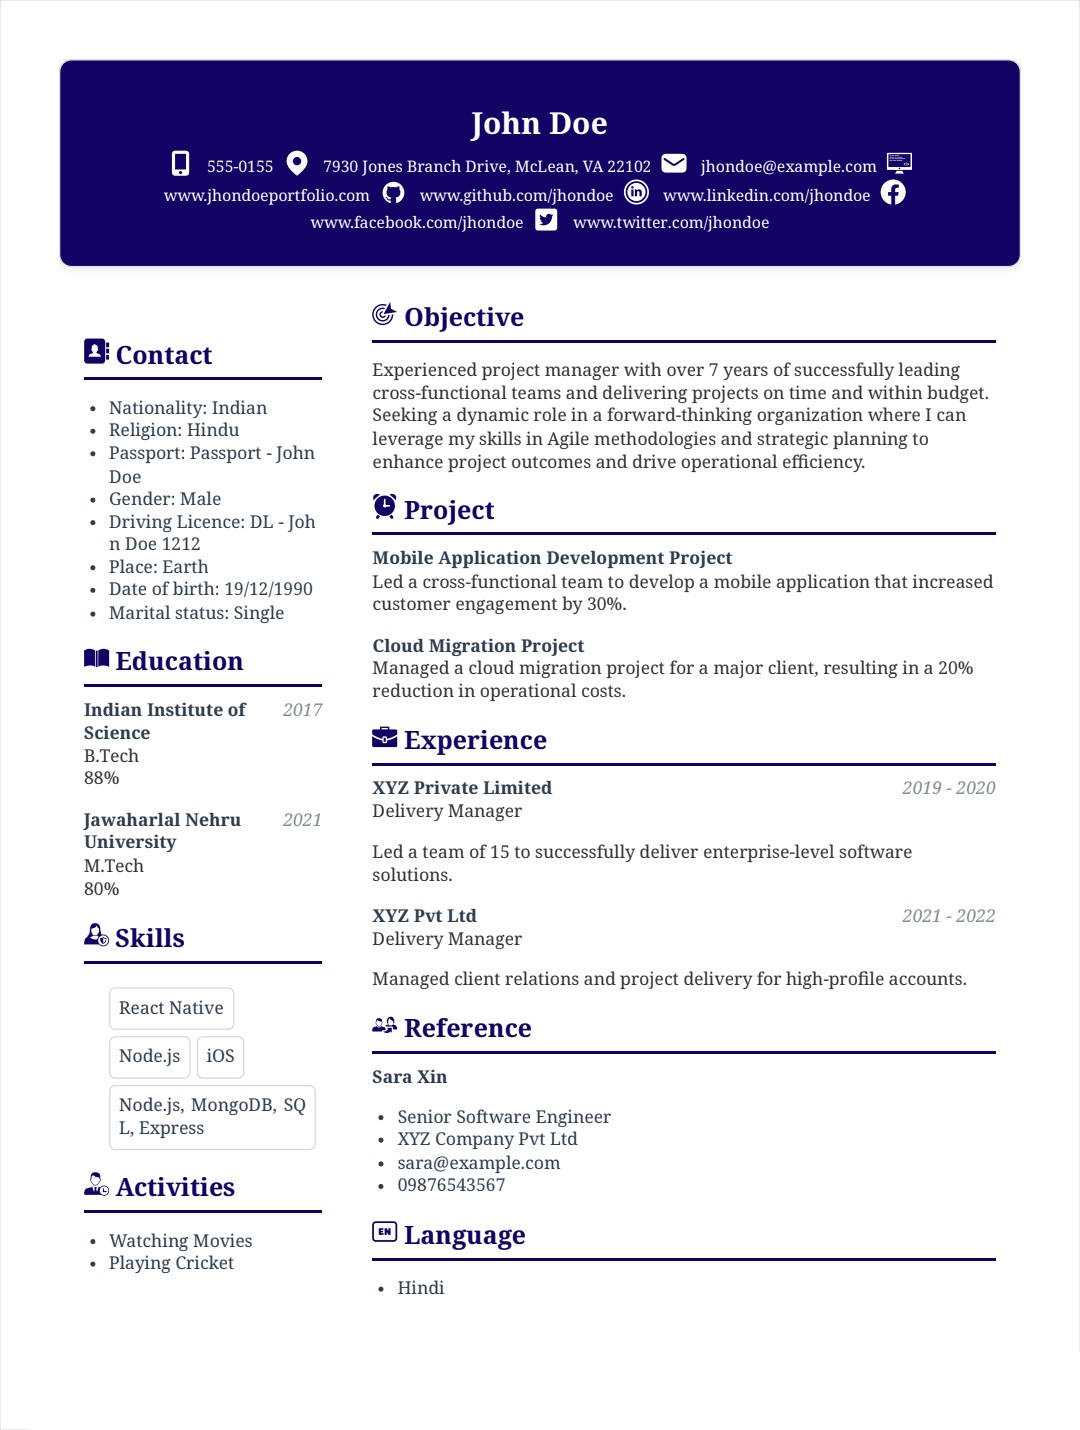 John Doe
555-0155 7930 Jones Branch Drive, McLean, VA 22102 jhondoe@example.com
www.jhondoeportfolio.com www.github.com/jhondoe www.linkedin.com/jhondoe
www.facebook.com/jhondoe www.twitter.com/jhondoe
Contact
Nationality: Indian
Religion: Hindu
Passport: Passport - John
Doe
Gender: Male
Driving Licence: DL - Joh
n Doe 1212
Place: Earth
Date of birth: 19/12/1990
Marital status: Single
Education
Indian Institute of 2017
Science
B.Tech
88%
Jawaharlal Nehru 2021
University
M.Tech
80%
Skills
React Native
Node.js iOS
Node.js, MongoDB, SQ
L, Express
Activities
Watching Movies
Playing Cricket
Objective
Experienced project manager with over 7 years of successfully leading
cross-functional teams and delivering projects on time and within budget.
Seeking a dynamic role in a forward-thinking organization where I can
leverage my skills in Agile methodologies and strategic planning to
enhance project outcomes and drive operational efficiency.
Project
Mobile Application Development Project
Led a cross-functional team to develop a mobile application that increased
customer engagement by 30%.
Cloud Migration Project
Managed a cloud migration project for a major client, resulting in a 20%
reduction in operational costs.
Experience
XYZ Private Limited 2019 - 2020
Delivery Manager
Led a team of 15 to successfully deliver enterprise-level software
solutions.
XYZ Pvt Ltd 2021 - 2022
Delivery Manager
Managed client relations and project delivery for high-profile accounts.
Reference
Sara Xin
Senior Software Engineer
XYZ Company Pvt Ltd
sara@example.com
09876543567
EN Language
Hindi